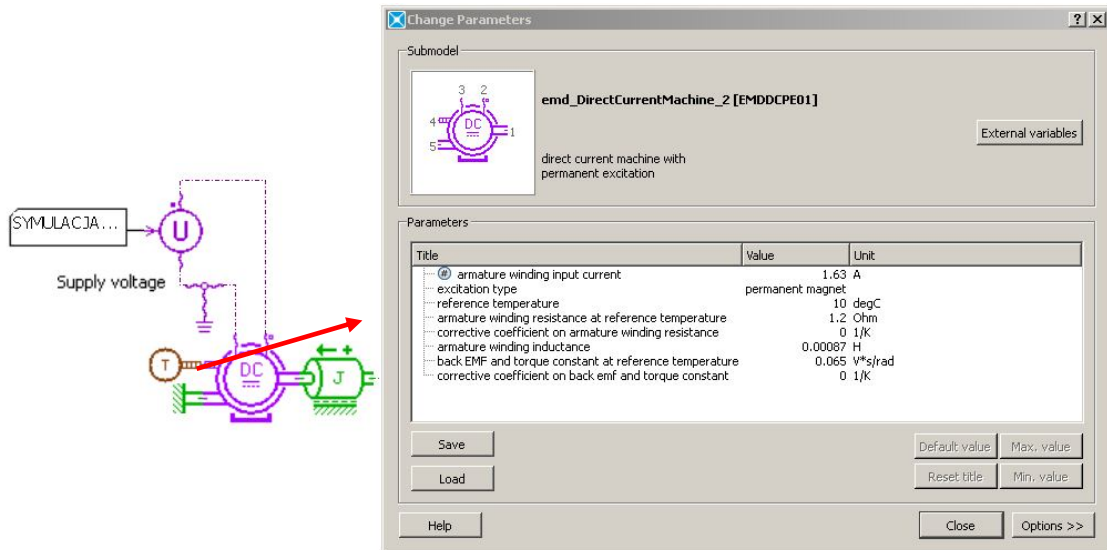 Change Parameters
? X
Submodel
3 2
4 DC 1
5
emd_DirectCurrentMachine_2 [EMDDCPE01]
External variables
direct current machine with
permanent excitation
SYMULACJA...
U
Supply voltage
T
DC
J
Parameters
Title Value Unit
# armature winding input current 1.63 A
excitation type permanent magnet
reference temperature 10 degC
armature winding resistance at reference temperature 1.2 Ohm
corrective coefficient on armature winding resistance 0 1/K
armature winding inductance 0.00087 H
back EMF and torque constant at reference temperature 0.065 V*s/rad
corrective coefficient on back emf and torque constant 0 1/K
Save Default value Max. value
Load Reset title Min. value
Help Close Options >>